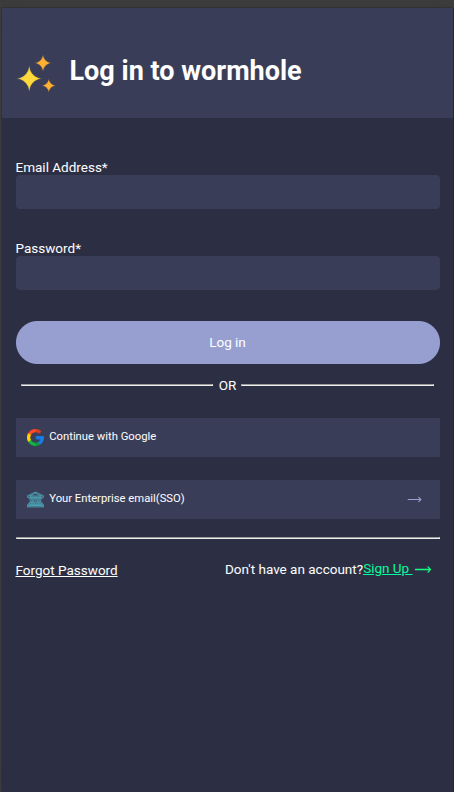 Log in to wormhole
Email Address*
Password*
Log in
OR
Continue with Google
Your Enterprise email(SSO) →
Forgot Password Don't have an account?Sign Up →